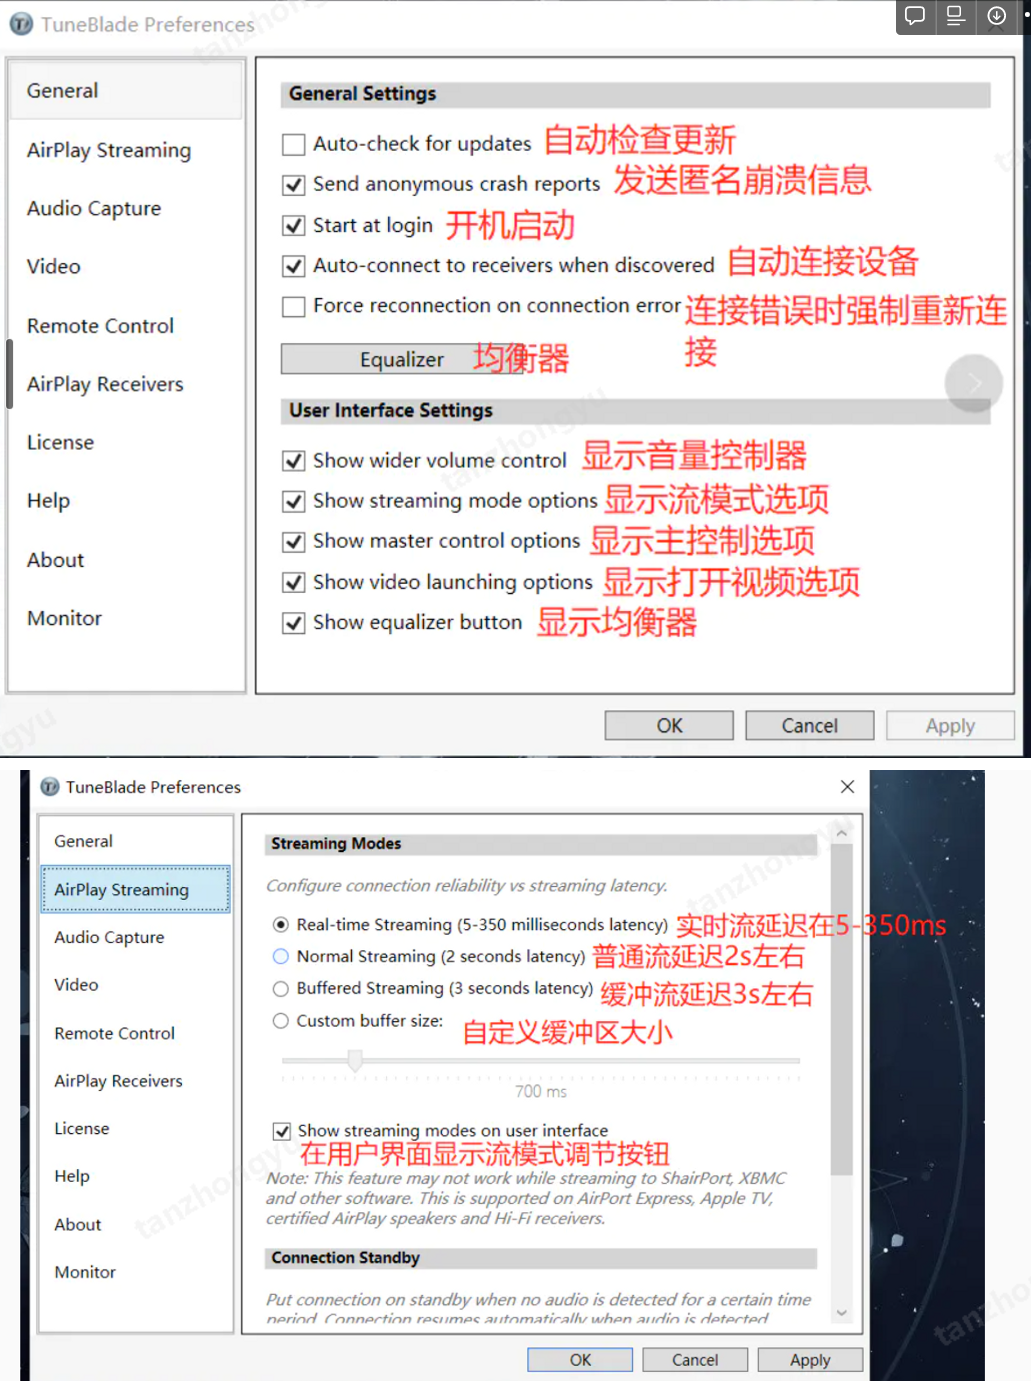 TuneBlade Preferences
General
AirPlay Streaming
Audio Capture
Video
Remote Control
AirPlay Receivers
License
Help
About
Monitor
General Settings
Auto-check for updates 自动检查更新
Send anonymous crash reports 发送匿名崩溃信息
Start at login 开机启动
Auto-connect to receivers when discovered 自动连接设备
Force reconnection on connection error 连接错误时强制重新连
接
Equalizer 均衡器
User Interface Settings
Show wider volume control 显示音量控制器
Show streaming mode options 显示流模式选项
Show master control options 显示主控制选项
Show video launching options 显示打开视频选项
Show equalizer button 显示均衡器
OK Cancel Apply
tanzhongyu
TuneBlade Preferences
General
AirPlay Streaming
Audio Capture
Video
Remote Control
AirPlay Receivers
License
Help
About
Monitor
Streaming Modes
Configure connection reliability vs streaming latency.
Real-time Streaming (5-350 milliseconds latency) 实时流延迟在5-350ms
Normal Streaming (2 seconds latency) 普通流延迟2s左右
Buffered Streaming (3 seconds latency) 缓冲流延迟3s左右
Custom buffer size: 自定义缓冲区大小
700 ms
Show streaming modes on user interface
在用户界面显示流模式调节按钮
Note: This feature may not work while streaming to ShairPort, XBMC
and other software. This is supported on AirPort Express, Apple TV,
certified AirPlay speakers and Hi-Fi receivers.
Connection Standby
Put connection on standby when no audio is detected for a certain time
period. Connection resumes automatically when audio is detected
OK Cancel Apply
tanzhongyu
tanzhongyu